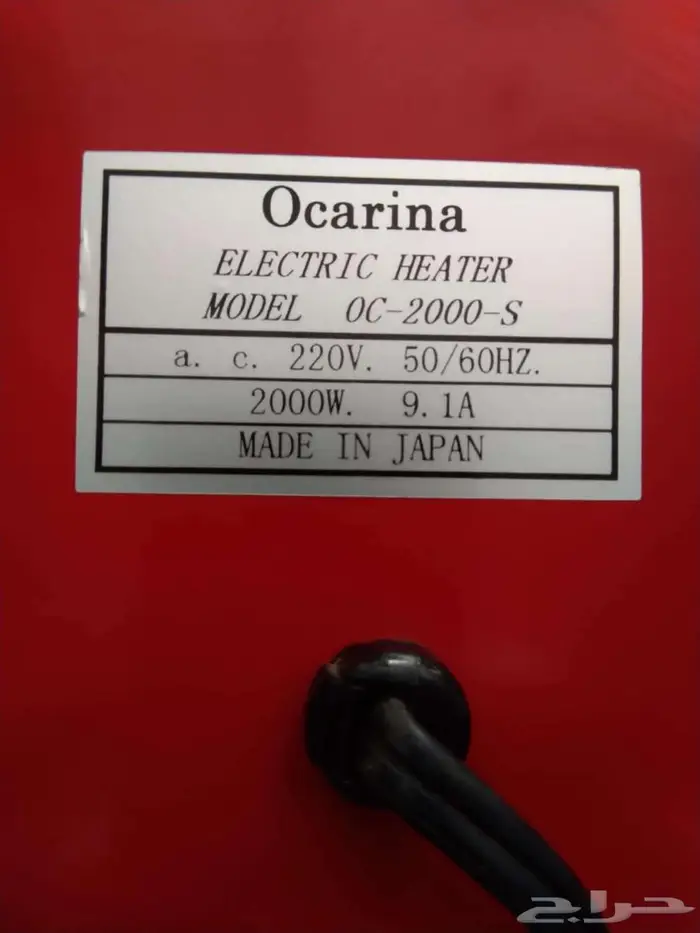 Ocarina
ELECTRIC HEATER
MODEL OC-2000-S
a. c. 220V. 50/60HZ.
2000W. 9.1A
MADE IN JAPAN
حراج